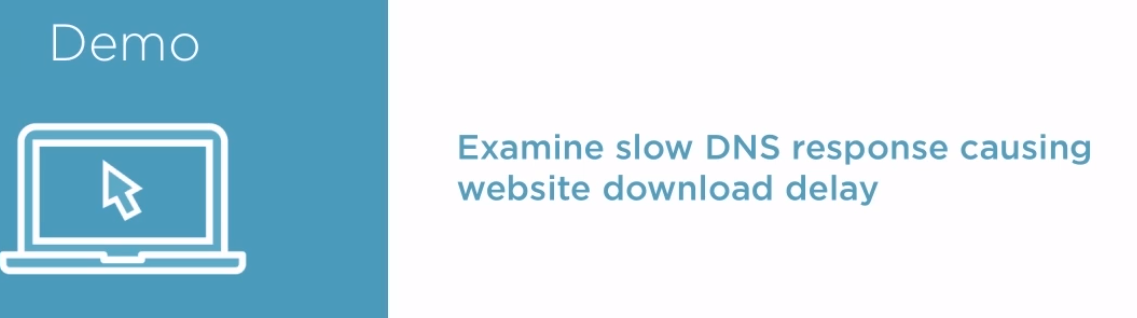 Demo
Examine slow DNS response causing
website download delay